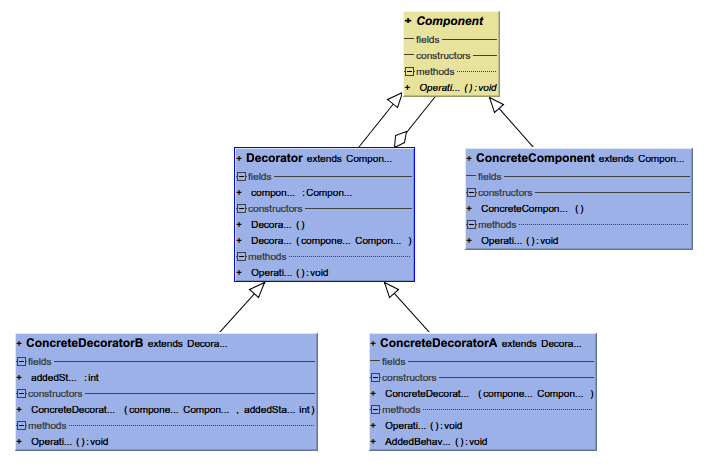 + Component
fields
constructors
methods
+ Operati... ():void
+ Decorator extends Compon...
fields
+ compon... :Compon...
constructors
+ Decora... ()
+ Decora... (compone... Compon... )
methods
+ Operati... ():void
+ ConcreteComponent extends Compon...
fields
constructors
+ ConcreteCompon... ()
methods
+ Operati... ():void
+ ConcreteDecoratorB extends Decora...
fields
+ addedSt... :int
constructors
+ ConcreteDecorat... (compone... Compon... , addedSta... int)
methods
+ Operati... ():void
+ ConcreteDecoratorA extends Decora...
fields
constructors
+ ConcreteDecorat... (compone... Compon... )
methods
+ Operati... ():void
+ AddedBehav... ():void